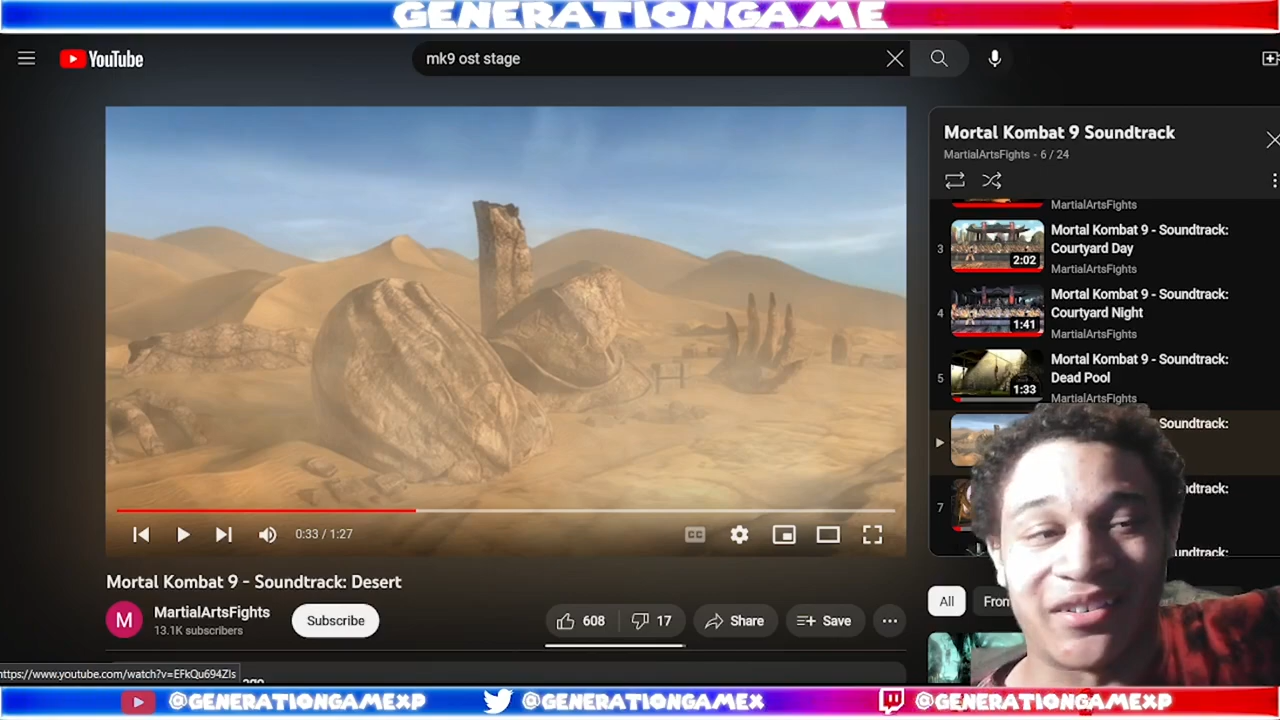 GENERATIONGAME
YouTube
mk9 ost stage
Mortal Kombat 9 Soundtrack
MartialArtsFights - 6 / 24
MartialArtsFights
3
2:02
Mortal Kombat 9 - Soundtrack:
Courtyard Day
MartialArtsFights
4
1:41
Mortal Kombat 9 - Soundtrack:
Courtyard Night
MartialArtsFights
5
1:33
Mortal Kombat 9 - Soundtrack:
Dead Pool
MartialArtsFights
Soundtrack:
7
0:33 / 1:27
CC
Mortal Kombat 9 - Soundtrack: Desert
M
MartialArtsFights
13.1K subscribers
Subscribe
608
17
Share
Save
All
From
https://www.youtube.com/watch?v=EFkQu694ZIs
ago
@GENERATIONGAMEXP
@GENERATIONGAMEX
@GENERATIONGAMEXP